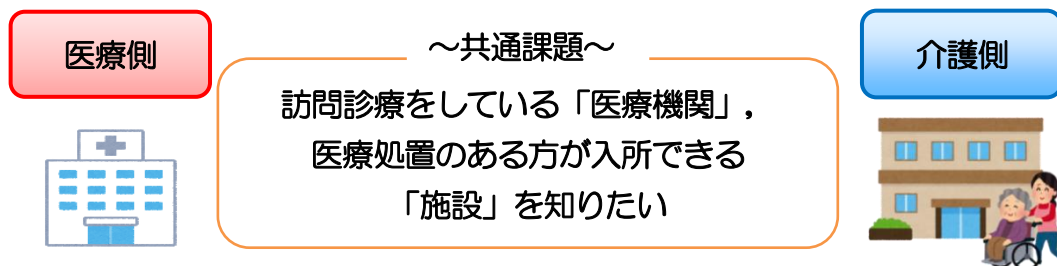 医療側
～共通課題～
介護側
訪問診療をしている「医療機関」，
医療処置のある方が入所できる
「施設」を知りたい